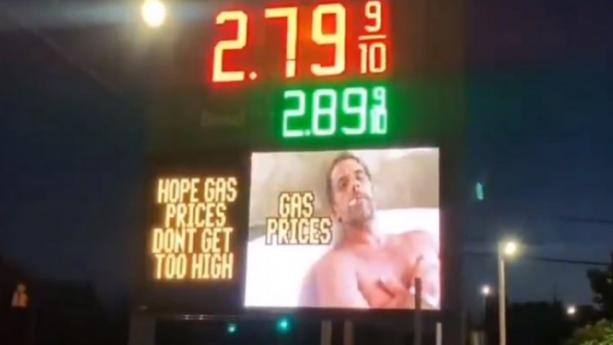 2.79 9/10
2.89 9/10
HOPE GAS
PRICES
DONT GET
TOO HIGH
GAS
PRICES